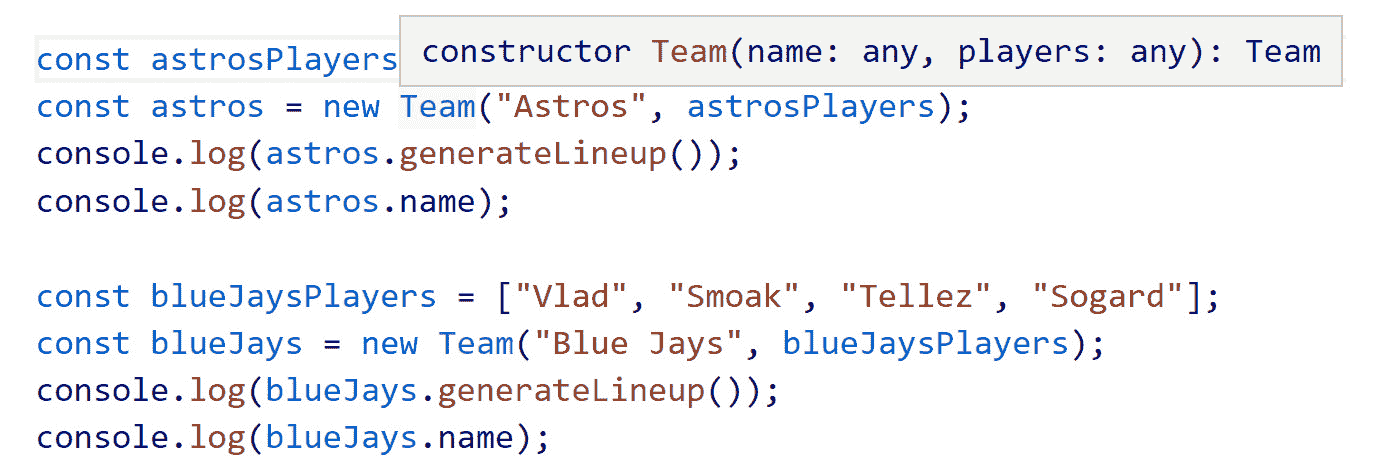 const astrosPlayers
constructor Team(name: any, players: any): Team
const astros = new Team("Astros", astrosPlayers);
console.log(astros.generateLineup());
console.log(astros.name);
const blueJaysPlayers = ["Vlad", "Smoak", "Tellez", "Sogard"];
const blueJays = new Team("Blue Jays", blueJaysPlayers);
console.log(blueJays.generateLineup());
console.log(blueJays.name);